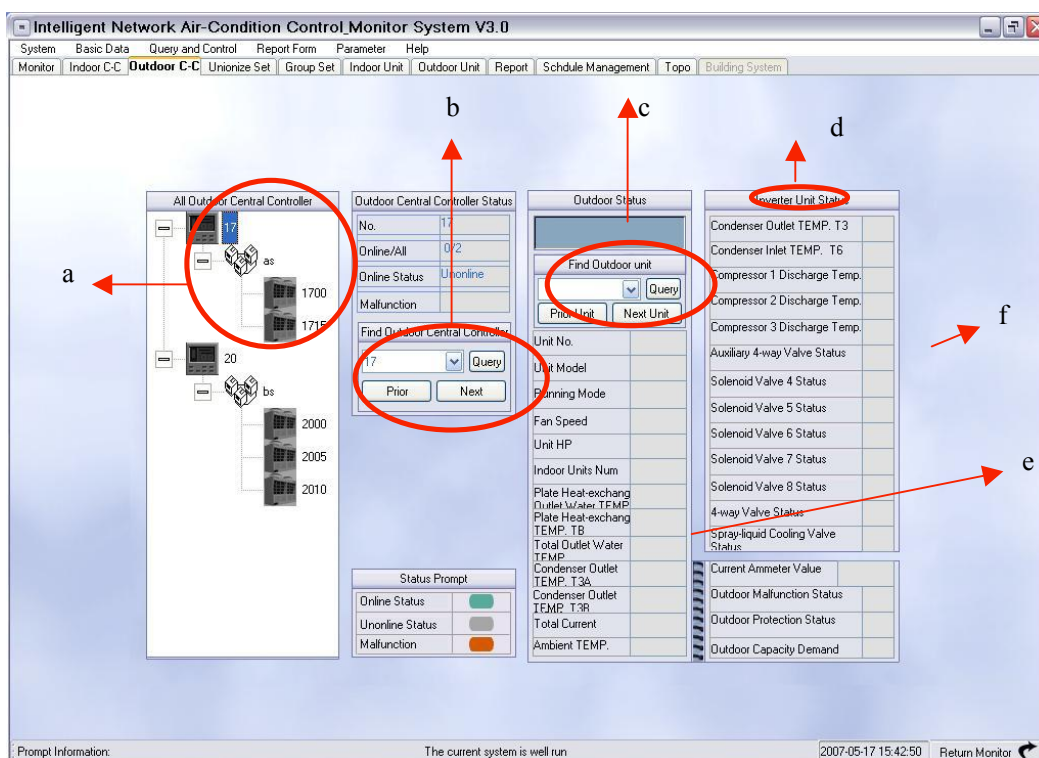 Intelligent Network Air-Condition Control_Monitor System V3.0
System Basic Data Query and Control Report Form Parameter Help
Monitor Indoor C-C Outdoor C-C Unionize Set Group Set Indoor Unit Outdoor Unit Report Schdule Management Topo Building System
b
c
d
a
f
e
All Outdoor Central Controller
17
as
1700
1715
20
bs
2000
2005
2010
Outdoor Central Controller Status
No. 17
Online/All 0/2
Online Status Unonline
Malfunction
Find Outdoor Central Controller
17 Query
Prior Next
Status Prompt
Online Status
Unonline Status
Malfunction
Outdoor Status
Find Outdoor unit
Query
Prior Unit Next Unit
Unit No.
Unit Model
Running Mode
Fan Speed
Unit HP
Indoor Units Num
Plate Heat-exchang
Outlet Water TEMP
Plate Heat-exchang
TEMP. TB
Total Outlet Water
TEMP
Condenser Outlet
TEMP. T3A
Condenser Outlet
TEMP. T3B
Total Current
Ambient TEMP.
Inverter Unit Status
Condenser Outlet TEMP. T3
Condenser Inlet TEMP. T6
Compressor 1 Discharge Temp.
Compressor 2 Discharge Temp.
Compressor 3 Discharge Temp.
Auxiliary 4-way Valve Status
Solenoid Valve 4 Status
Solenoid Valve 5 Status
Solenoid Valve 6 Status
Solenoid Valve 7 Status
Solenoid Valve 8 Status
4-way Valve Status
Spray-liquid Cooling Valve
Status
Current Ammeter Value
Outdoor Malfunction Status
Outdoor Protection Status
Outdoor Capacity Demand
Prompt Information: The current system is well run 2007-05-17 15:42:50 Return Monitor